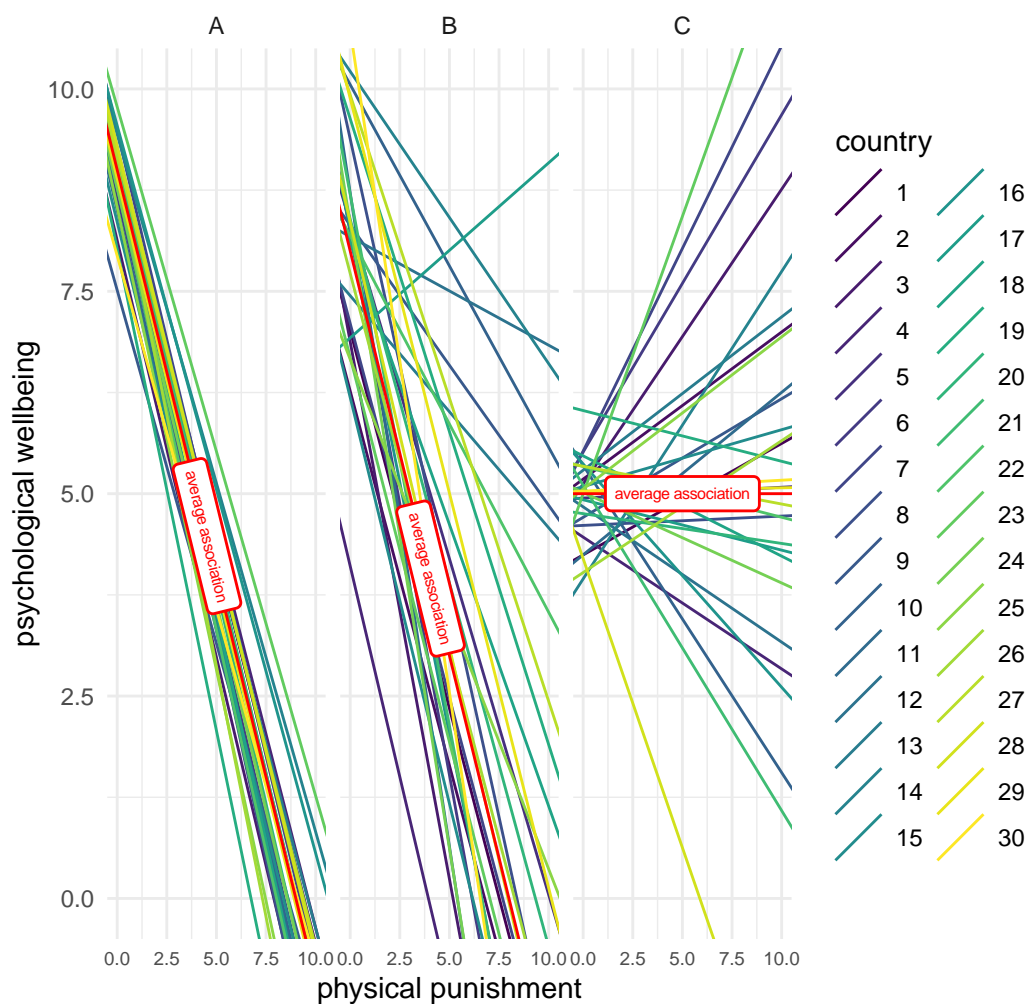 A B C
10.0
7.5
5.0
2.5
0.0
psychological wellbeing
average association
average association
average association
0.0 2.5 5.0 7.5 10.0 0.0 2.5 5.0 7.5 10.0 0.0 2.5 5.0 7.5 10.0
physical punishment
country
1 16
2 17
3 18
4 19
5 20
6 21
7 22
8 23
9 24
10 25
11 26
12 27
13 28
14 29
15 30